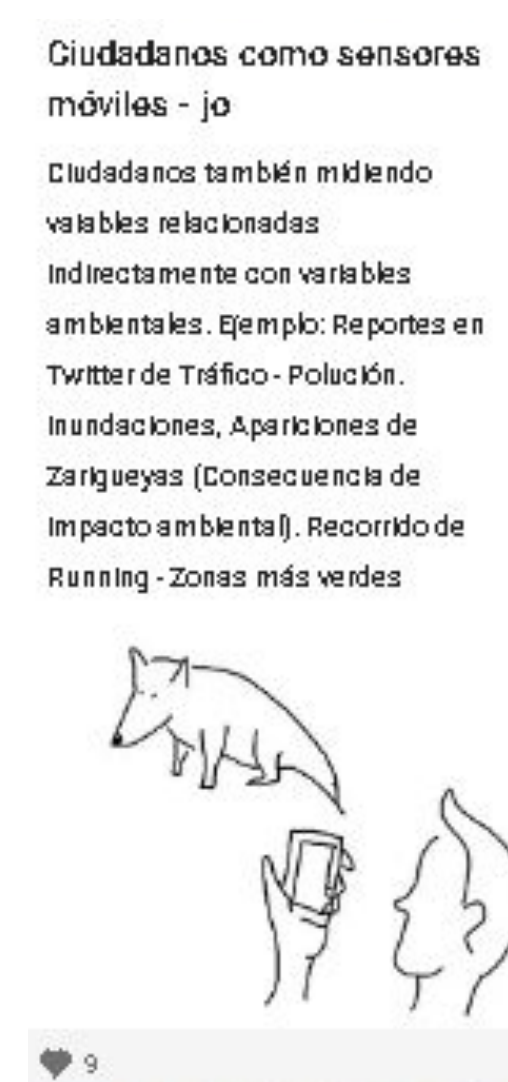 Ciudadanos como sensores
móviles - jo
Ciudadanos también midiendo
vaiables relacionadas
indirectamente con variables
ambientales. Ejemplo: Reportes en
Twitter de Tráfico - Polución.
Inundaciones, Apariciones de
Zarigueyas (Consecuencia de
impacto ambiental). Recorrido de
Running - Zonas más verdes
9